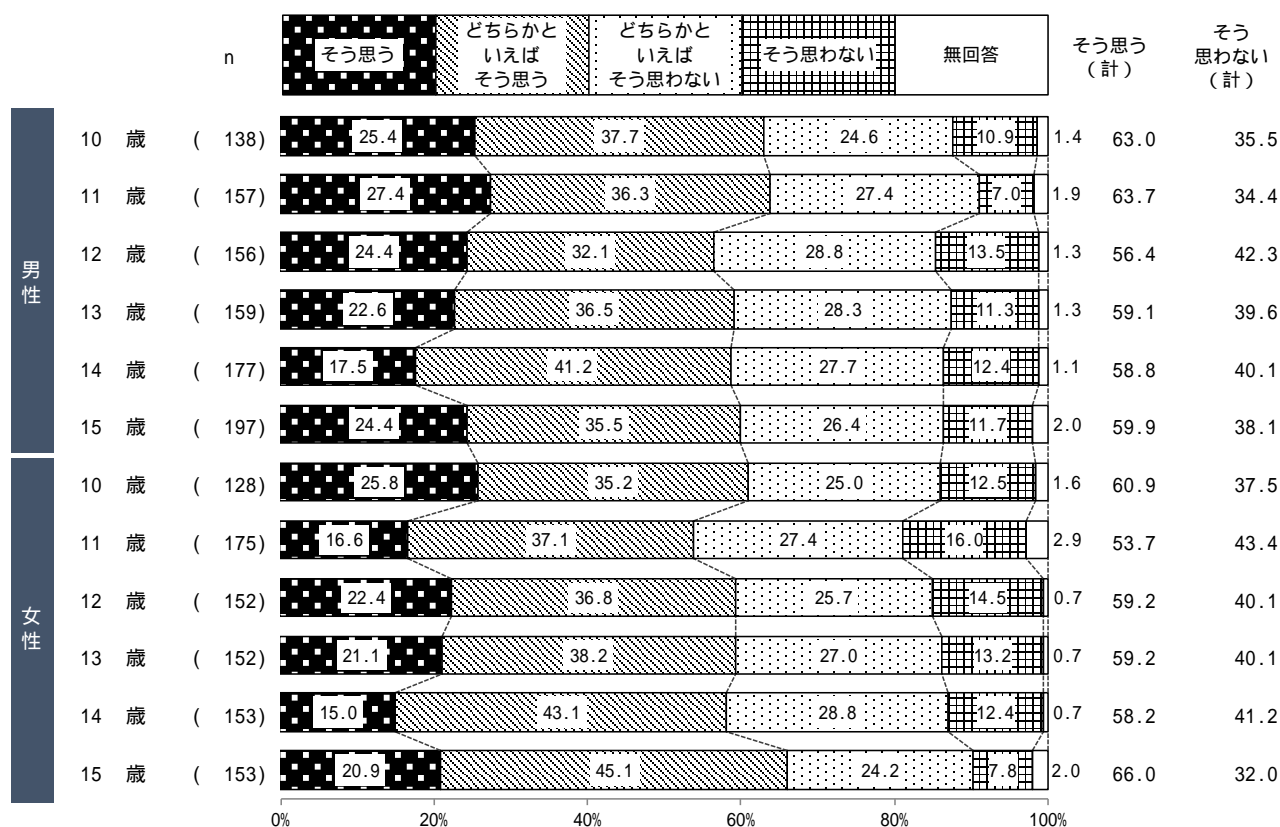 n
そう思う
どちらかと
いえば
そう思う
どちらかと
いえば
そう思わない
そう思わない
無回答
そう思う
（計）
そう
思わない
（計）
男性
10 歳 ( 138) 25.4 37.7 24.6 10.9 1.4 63.0 35.5
11 歳 ( 157) 27.4 36.3 27.4 7.0 1.9 63.7 34.4
12 歳 ( 156) 24.4 32.1 28.8 13.5 1.3 56.4 42.3
13 歳 ( 159) 22.6 36.5 28.3 11.3 1.3 59.1 39.6
14 歳 ( 177) 17.5 41.2 27.7 12.4 1.1 58.8 40.1
15 歳 ( 197) 24.4 35.5 26.4 11.7 2.0 59.9 38.1
女性
10 歳 ( 128) 25.8 35.2 25.0 12.5 1.6 60.9 37.5
11 歳 ( 175) 16.6 37.1 27.4 16.0 2.9 53.7 43.4
12 歳 ( 152) 22.4 36.8 25.7 14.5 0.7 59.2 40.1
13 歳 ( 152) 21.1 38.2 27.0 13.2 0.7 59.2 40.1
14 歳 ( 153) 15.0 43.1 28.8 12.4 0.7 58.2 41.2
15 歳 ( 153) 20.9 45.1 24.2 7.8 2.0 66.0 32.0
0% 20% 40% 60% 80% 100%